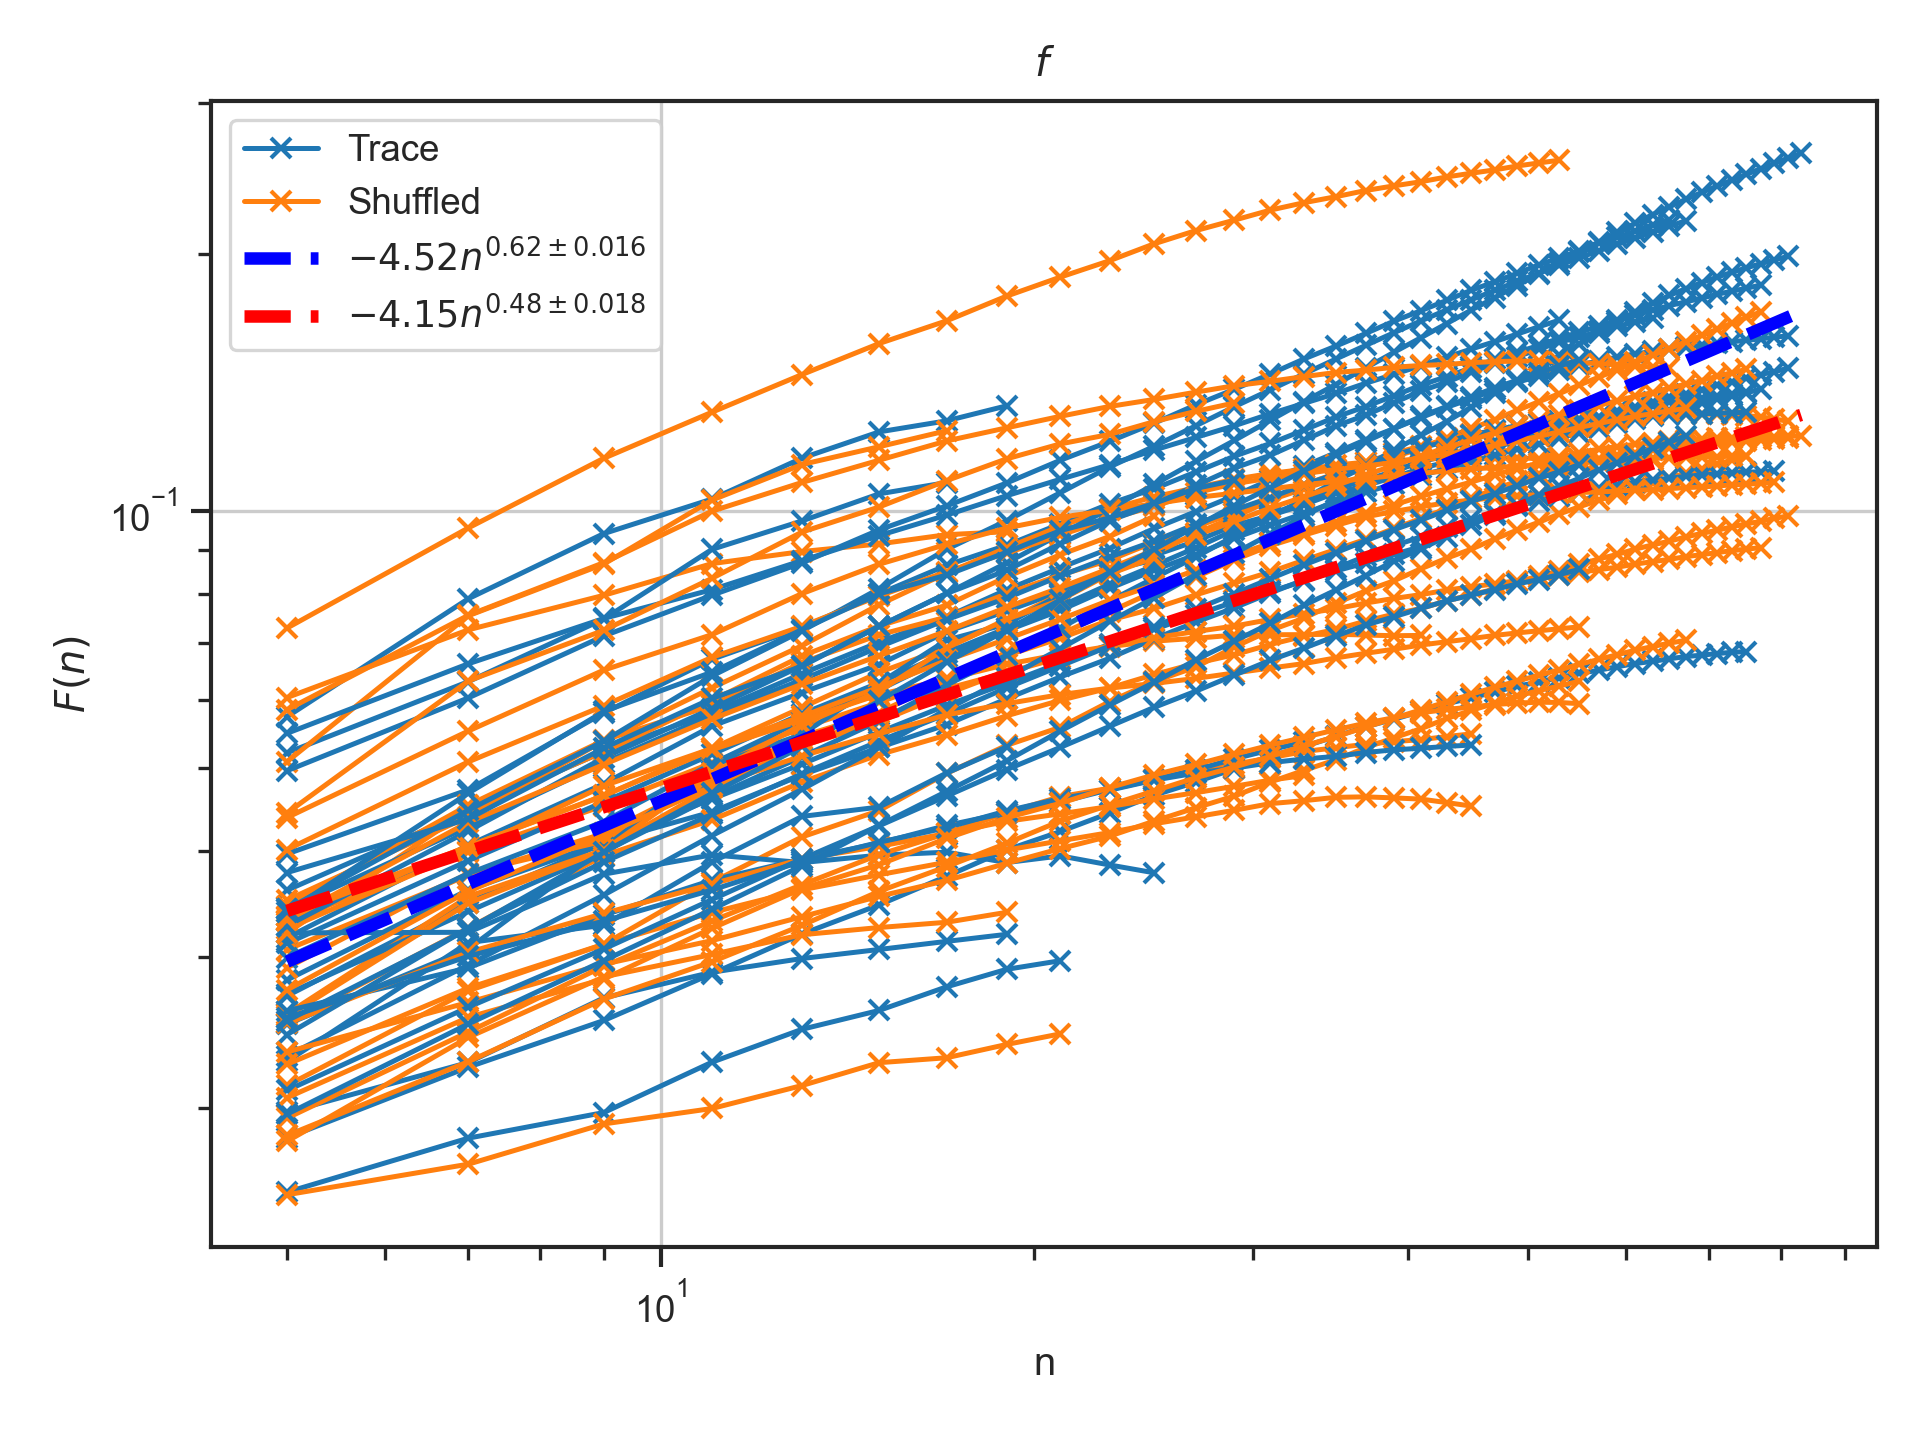 f
Trace
Shuffled
−4.52n^{0.62±0.016}
−4.15n^{0.48±0.018}
10^{−1}
F(n)
10^{1}
n